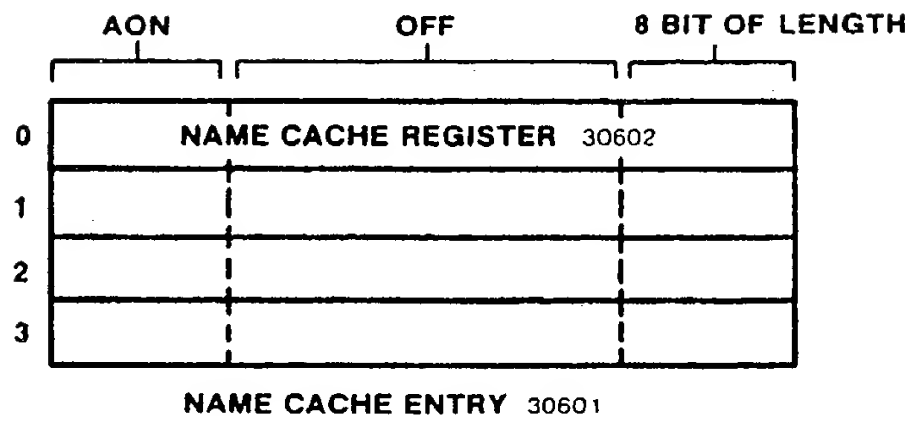 AON OFF 8 BIT OF LENGTH
0 NAME CACHE REGISTER 30602
1
2
3
NAME CACHE ENTRY 30601